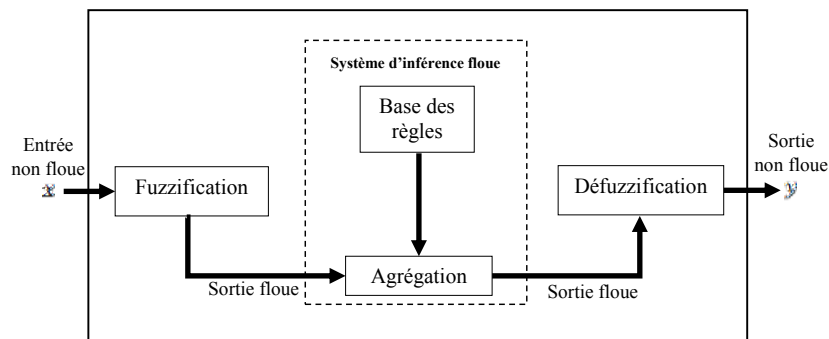 Système d'inférence floue
Base des
règles
Entrée
non floue
x
Fuzzification
Sortie floue
Agrégation
Sortie floue
Défuzzification
Sortie
non floue
y